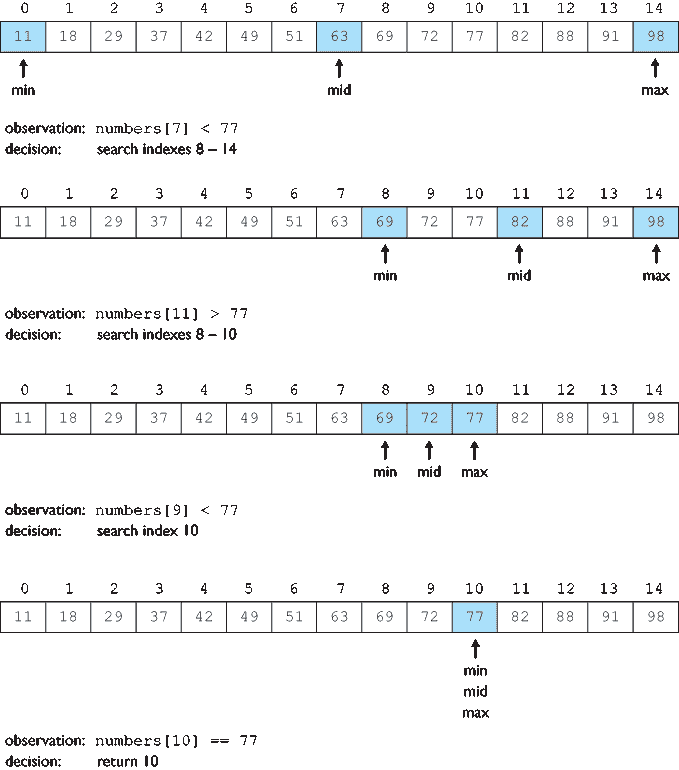 0 1 2 3 4 5 6 7 8 9 10 11 12 13 14
11 18 29 37 42 49 51 63 69 72 77 82 88 91 98
min mid max
observation: numbers[7] < 77
decision: search indexes 8 – 14
0 1 2 3 4 5 6 7 8 9 10 11 12 13 14
11 18 29 37 42 49 51 63 69 72 77 82 88 91 98
min mid max
observation: numbers[11] > 77
decision: search indexes 8 – 10
0 1 2 3 4 5 6 7 8 9 10 11 12 13 14
11 18 29 37 42 49 51 63 69 72 77 82 88 91 98
min mid max
observation: numbers[9] < 77
decision: search index 10
0 1 2 3 4 5 6 7 8 9 10 11 12 13 14
11 18 29 37 42 49 51 63 69 72 77 82 88 91 98
min
mid
max
observation: numbers[10] == 77
decision: return 10